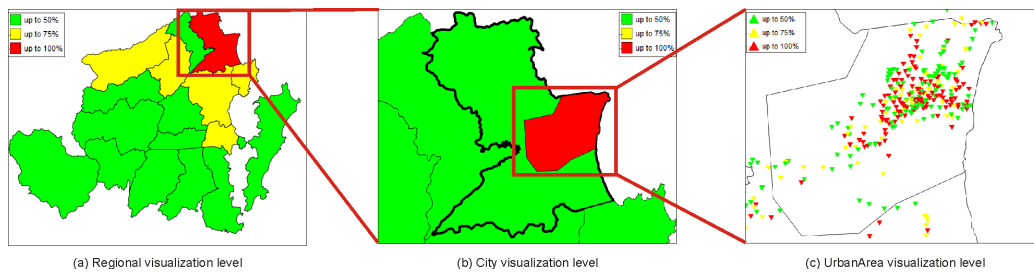 up to 50%
up to 75%
up to 100%
up to 50%
up to 75%
up to 100%
up to 50%
up to 75%
up to 100%
(a) Regional visualization level
(b) City visualization level
(c) UrbanArea visualization level